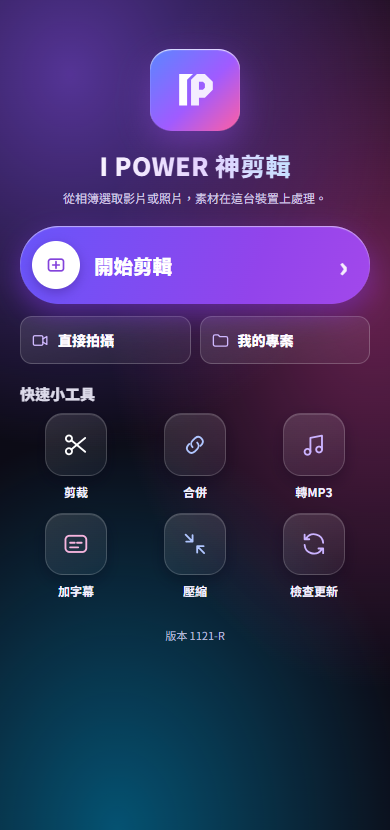 IP
I POWER 神剪輯
從相簿選取影片或照片，素材在這台裝置上處理。
開始剪輯
直接拍攝
我的專案
快速小工具
剪裁
合併
轉MP3
加字幕
壓縮
檢查更新
版本 1121-R